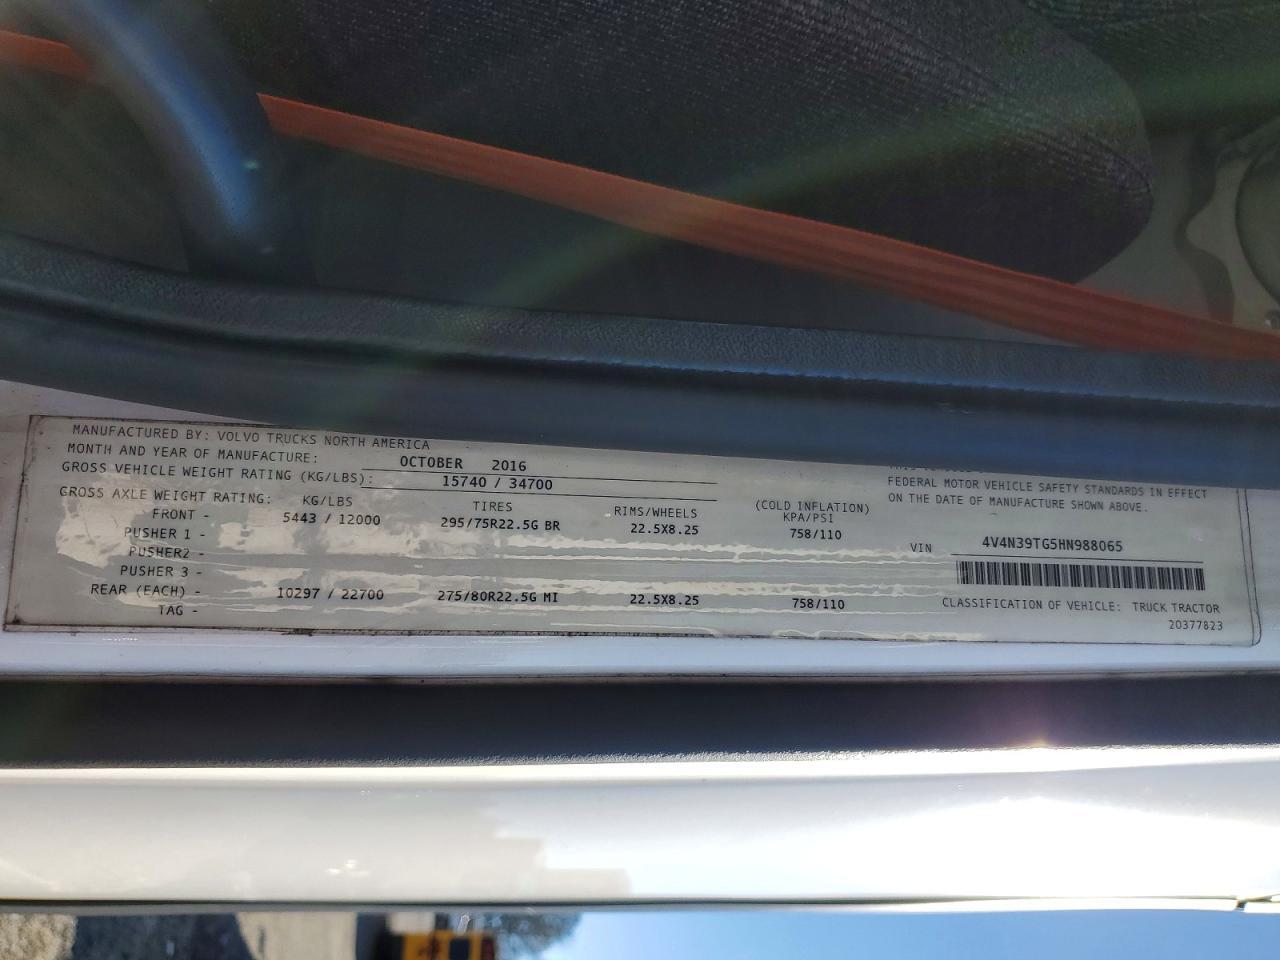 MANUFACTURED BY: VOLVO TRUCKS NORTH AMERICA
MONTH AND YEAR OF MANUFACTURE: OCTOBER 2016
GROSS VEHICLE WEIGHT RATING (KG/LBS): 15740 / 34700
GROSS AXLE WEIGHT RATING: KG/LBS TIRES RIMS/WHEELS (COLD INFLATION) KPA/PSI
FRONT - 5443 / 12000 295/75R22.5G BR 22.5X8.25 758/110
PUSHER 1 -
PUSHER2 -
PUSHER 3 -
REAR (EACH) - 10297 / 22700 275/80R22.5G MI 22.5X8.25 758/110
TAG -
FEDERAL MOTOR VEHICLE SAFETY STANDARDS IN EFFECT
ON THE DATE OF MANUFACTURE SHOWN ABOVE.
VIN 4V4N39TG5HN988065
CLASSIFICATION OF VEHICLE: TRUCK TRACTOR
20377823